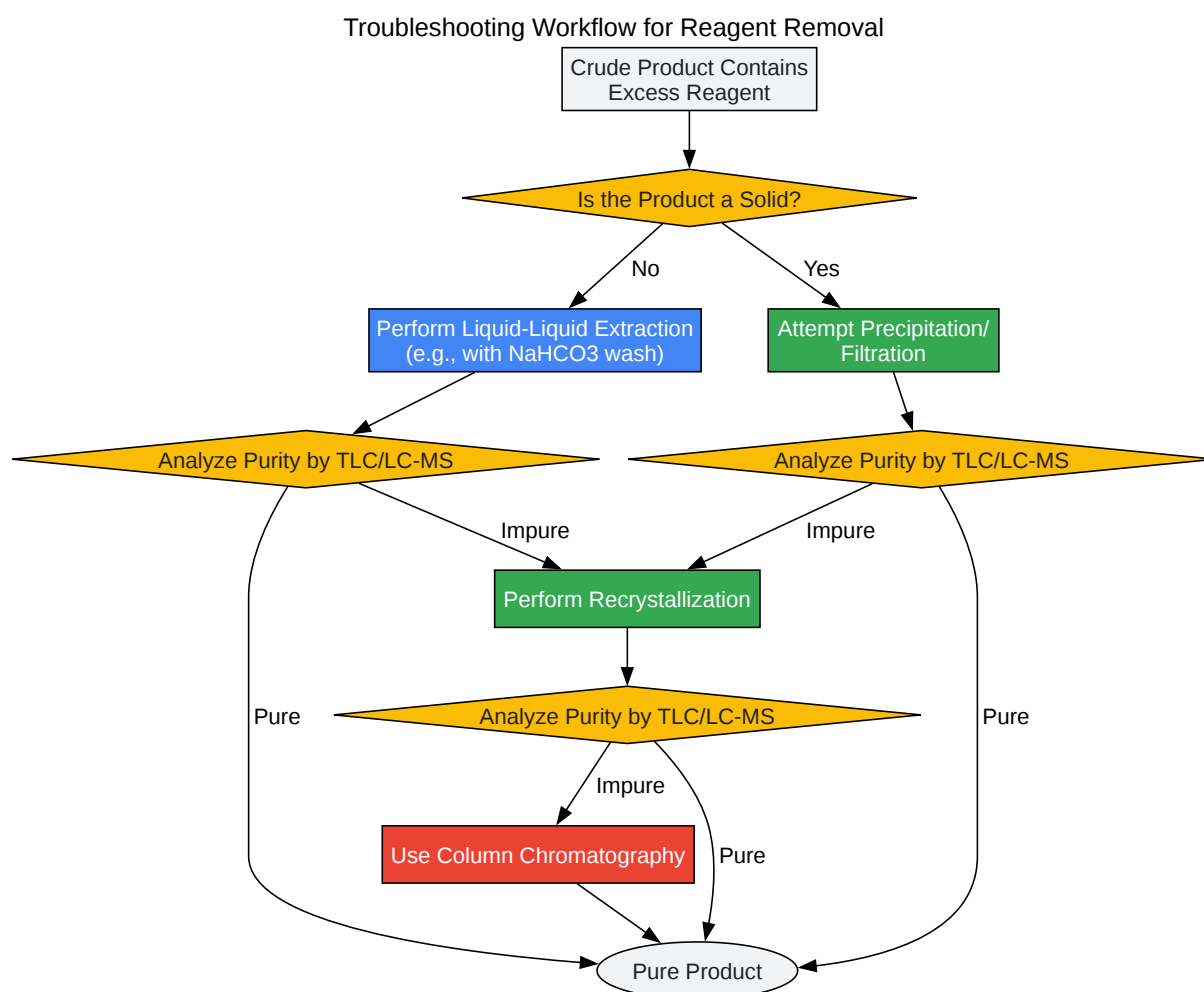 Troubleshooting Workflow for Reagent Removal
Crude Product Contains
Excess Reagent
Is the Product a Solid?
No
Yes
Perform Liquid-Liquid Extraction
(e.g., with NaHCO3 wash)
Attempt Precipitation/
Filtration
Analyze Purity by TLC/LC-MS
Analyze Purity by TLC/LC-MS
Impure
Impure
Perform Recrystallization
Pure
Analyze Purity by TLC/LC-MS
Pure
Impure
Use Column Chromatography
Pure
Pure Product